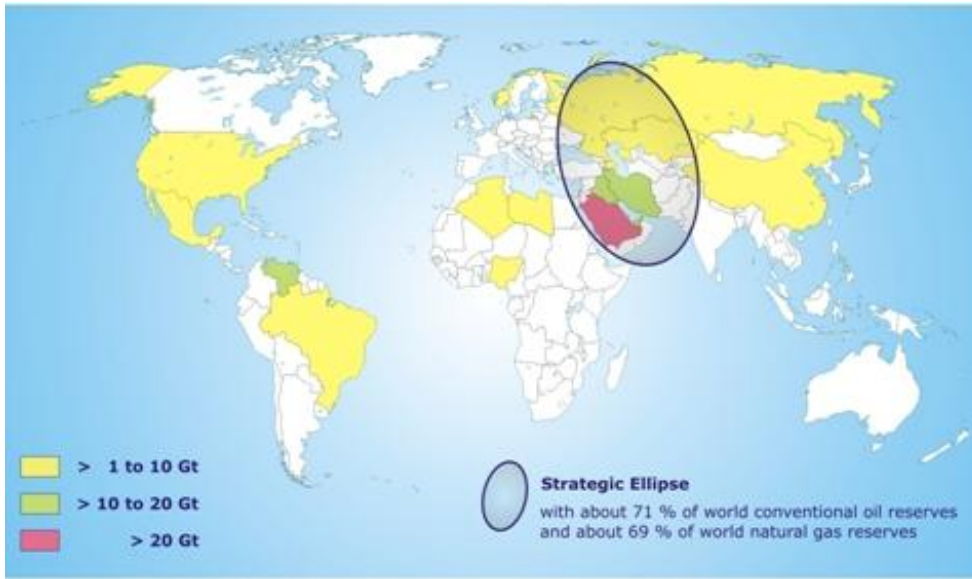 > 1 to 10 Gt
> 10 to 20 Gt
> 20 Gt
Strategic Ellipse
with about 71 % of world conventional oil reserves
and about 69 % of world natural gas reserves